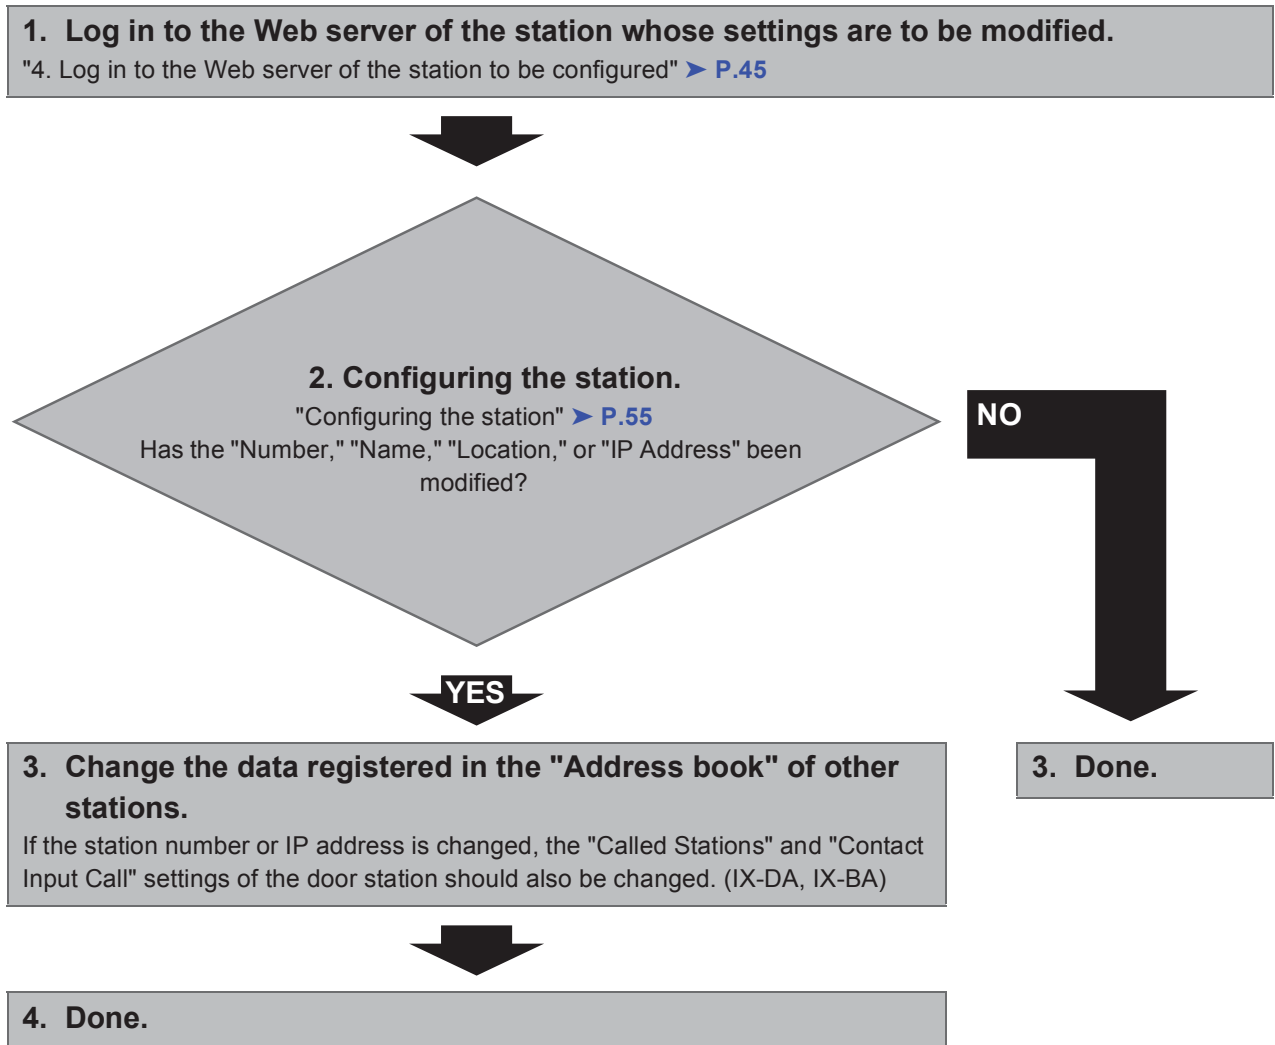 1. Log in to the Web server of the station whose settings are to be modified.
"4. Log in to the Web server of the station to be configured" ➤ P.45
2. Configuring the station.
"Configuring the station" ➤ P.55
Has the "Number," "Name," "Location," or "IP Address" been
modified?
NO
YES
3. Change the data registered in the "Address book" of other
stations.
If the station number or IP address is changed, the "Called Stations" and "Contact
Input Call" settings of the door station should also be changed. (IX-DA, IX-BA)
3. Done.
4. Done.